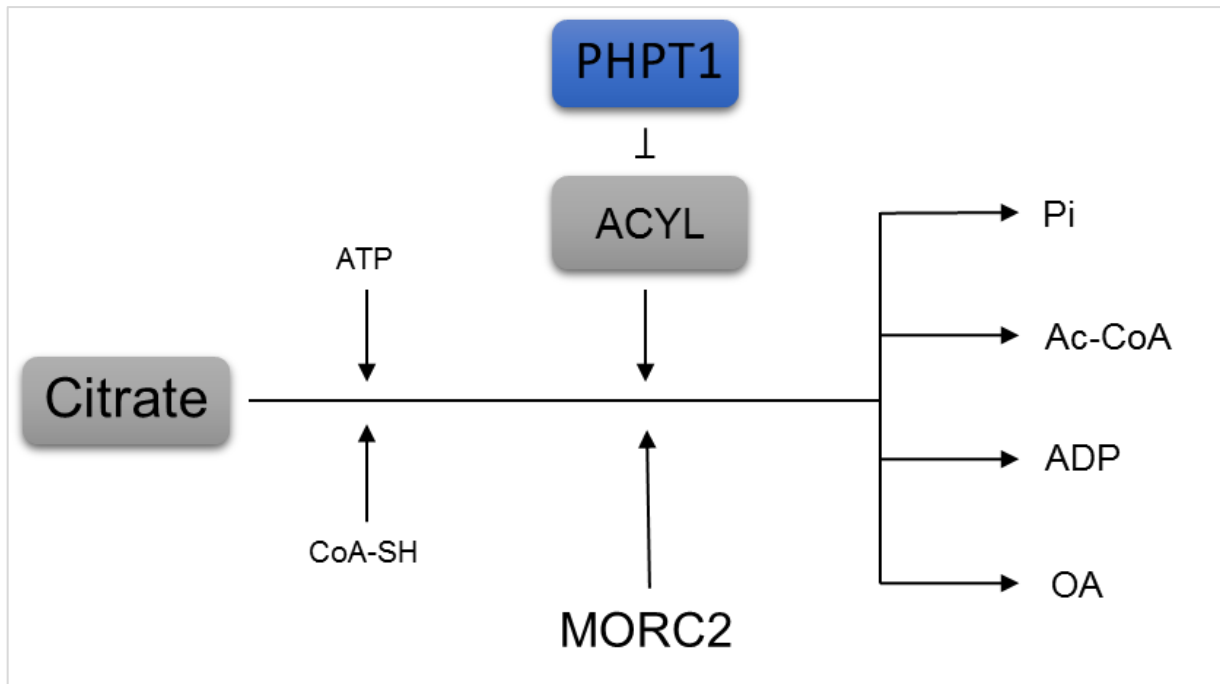 PHPT1
ACYL
ATP
Citrate
CoA-SH
MORC2
Pi
Ac-CoA
ADP
OA